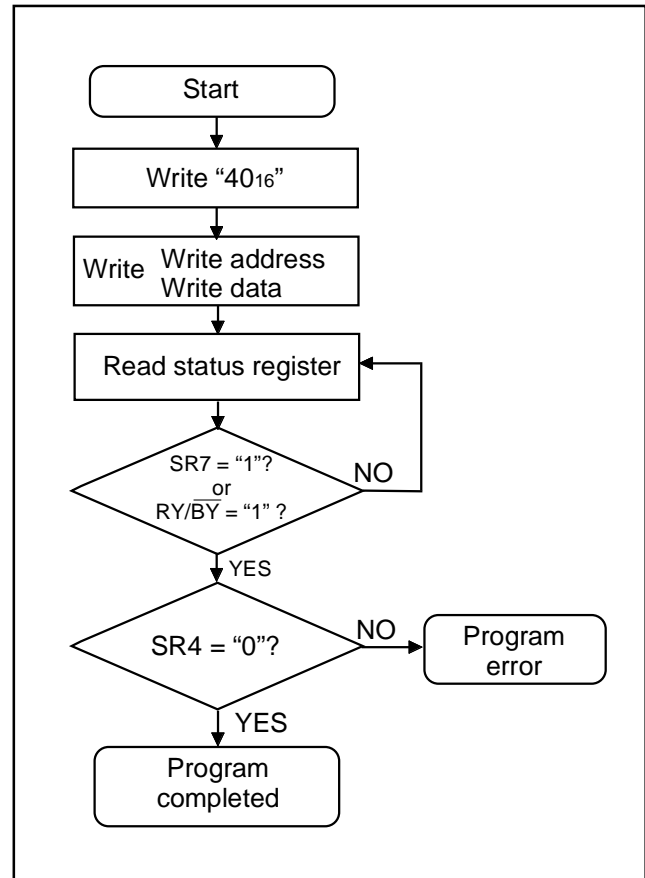 Start
Write “40₁₆”
Write Write address
Write data
Read status register
SR7 = “1”?
or
RY/B̅Y̅ = “1” ?
NO
YES
SR4 = “0”?
NO
Program
error
YES
Program
completed